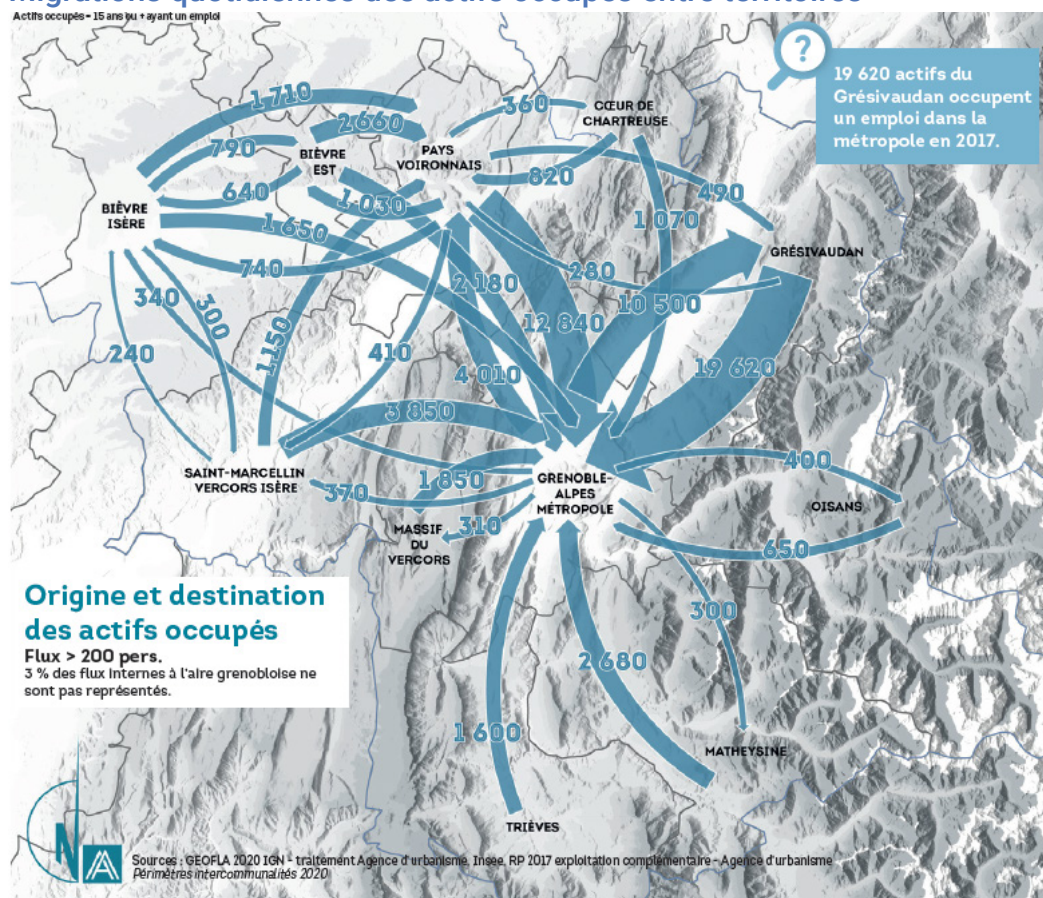 Actifs occupés = 15 ans ou + ayant un emploi
?
19 620 actifs du
Grésivaudan occupent
un emploi dans la
métropole en 2017.
1 710
2 660
360
CŒUR DE
CHARTREUSE
790
BIÈVRE
EST
PAYS
VOIRONNAIS
820
640
1 030
490
BIÈVRE
ISÈRE
1 650
1 070
740
GRÉSIVAUDAN
2 180
280
340
300
10 500
240
1150
410
12 840
19 620
4 010
3 850
SAINT-MARCELLIN
VERCORS ISÈRE
370
1 850
GRENOBLE-
ALPES
MÉTROPOLE
400
OISANS
310
MASSIF
DU
VERCORS
650
Origine et destination
des actifs occupés
Flux > 200 pers.
3 % des flux internes à l'aire grenobloise ne
sont pas représentés.
300
2 680
1 600
MATHEYSINE
TRIÈVES
N
Sources : GEOFLA 2020 IGN - traitement Agence d'urbanisme, Insee, RP 2017 exploitation complémentaire - Agence d'urbanisme
Périmètres intercommunalités 2020